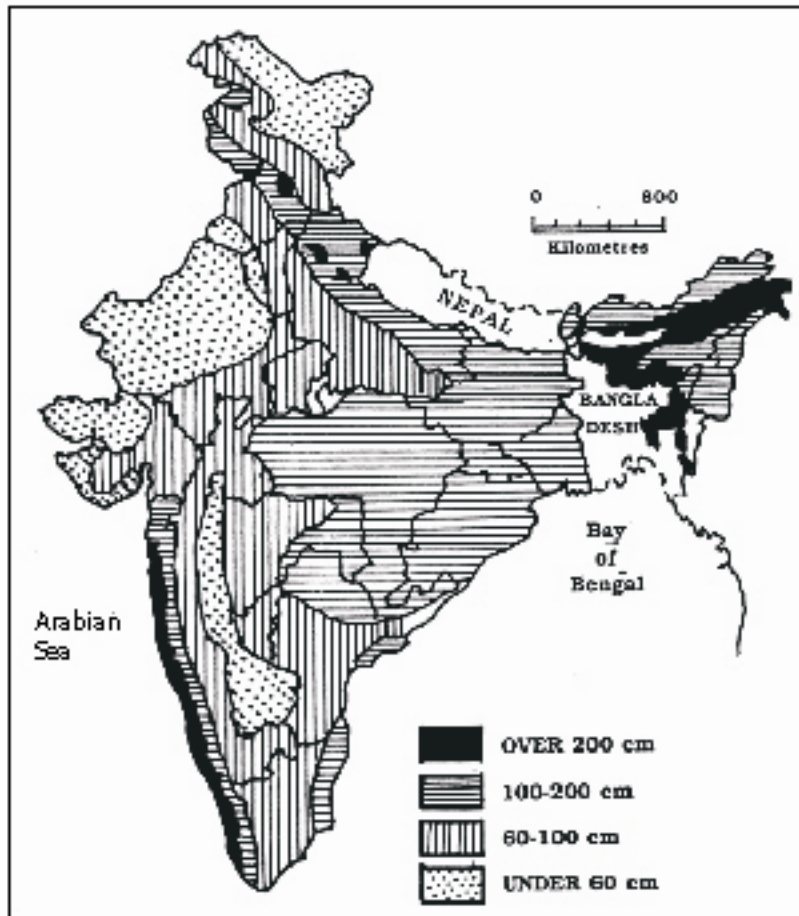 0 800
Kilometres
NEPAL
BANGLA
DESH
Bay
of
Bengal
Arabian
Sea
OVER 200 cm
100-200 cm
60-100 cm
UNDER 60 cm